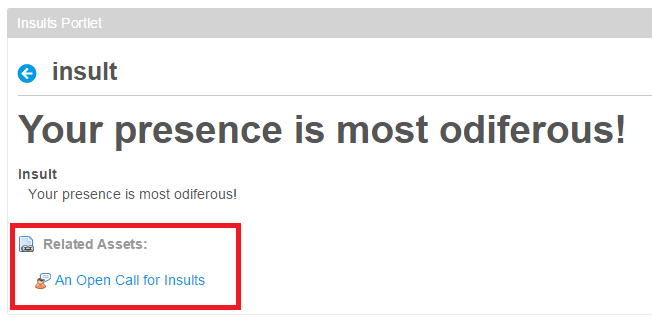 Insults Portlet
insult
Your presence is most odiferous!
Insult
Your presence is most odiferous!
Related Assets:
An Open Call for Insults